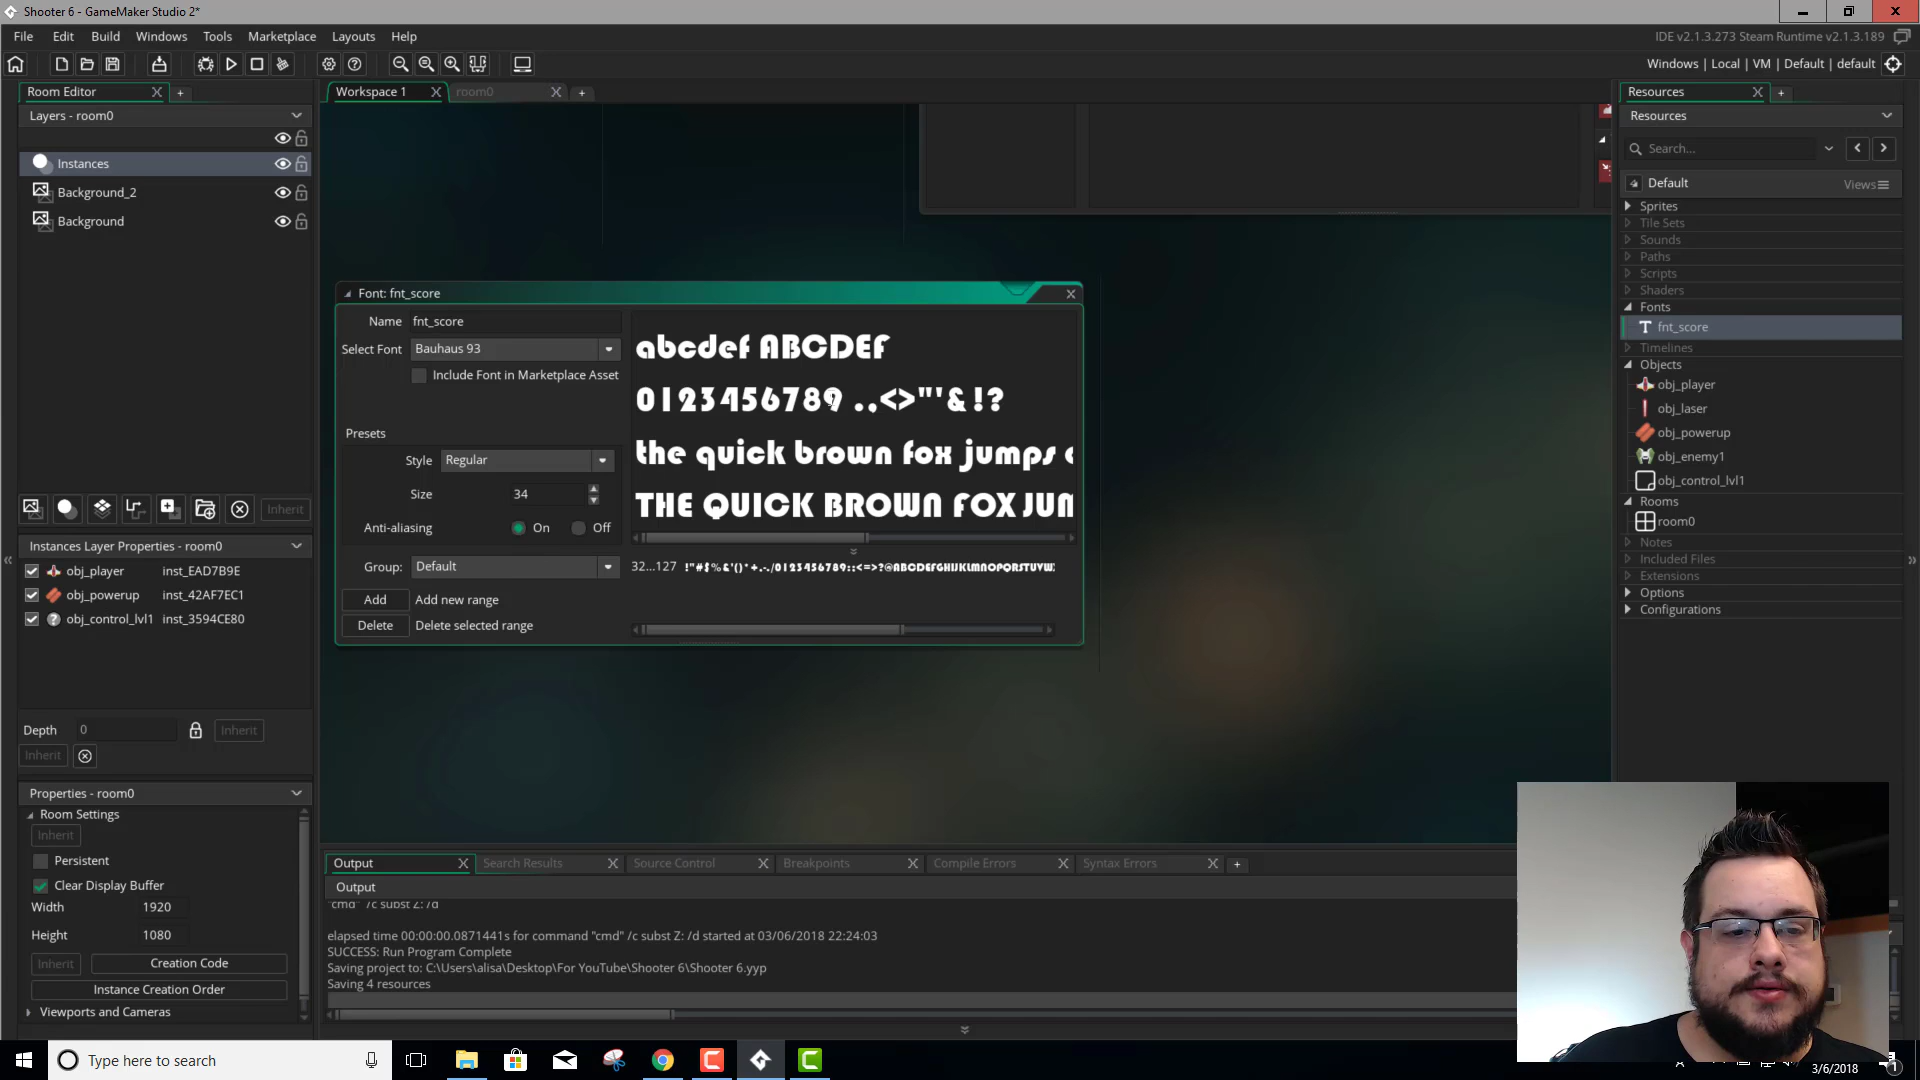 Shooter 6 - GameMaker Studio 2*
File Edit Build Windows Tools Marketplace Layouts Help
IDE v2.1.3.273 Steam Runtime v2.1.3.189
Windows | Local | VM | Default | default
Room Editor
Workspace 1
room0
Resources
Layers - room0
Resources
Search...
Instances
Background_2
Background
Default
Views
Sprites
Tile Sets
Sounds
Paths
Scripts
Shaders
Fonts
fnt_score
Timelines
Objects
obj_player
obj_laser
obj_powerup
obj_enemy1
obj_control_lvl1
Rooms
room0
Notes
Included Files
Extensions
Options
Configurations
Font: fnt_score
Name fnt_score
Select Font Bauhaus 93
Include Font in Marketplace Asset
Presets
Style Regular
Size 34
Anti-aliasing On Off
Group: Default
Add Add new range
Delete Delete selected range
abcdef ABCDEF
0123456789 .,<>"'&!?
the quick brown fox jumps
THE QUICK BROWN FOX JUM
32...127 !"#$%&'()*+,-./0123456789:;<=>?@ABCDEFGHIJKLMNOPQRSTUVW
Inherit
Instances Layer Properties - room0
obj_player inst_EAD7B9E
obj_powerup inst_42AF7EC1
obj_control_lvl1 inst_3594CE80
Depth 0 Inherit
Inherit
Properties - room0
Room Settings
Inherit
Persistent
Clear Display Buffer
Width 1920
Height 1080
Inherit Creation Code
Instance Creation Order
Viewports and Cameras
Output Search Results Source Control Breakpoints Compile Errors Syntax Errors
Output
"cmd" /c subst Z: /d
elapsed time 00:00:00.0871441s for command "cmd" /c subst Z: /d started at 03/06/2018 22:24:03
SUCCESS: Run Program Complete
Saving project to: C:\Users\alisa\Desktop\For YouTube\Shooter 6\Shooter 6.yyp
Saving 4 resources
Type here to search
3/6/2018
1